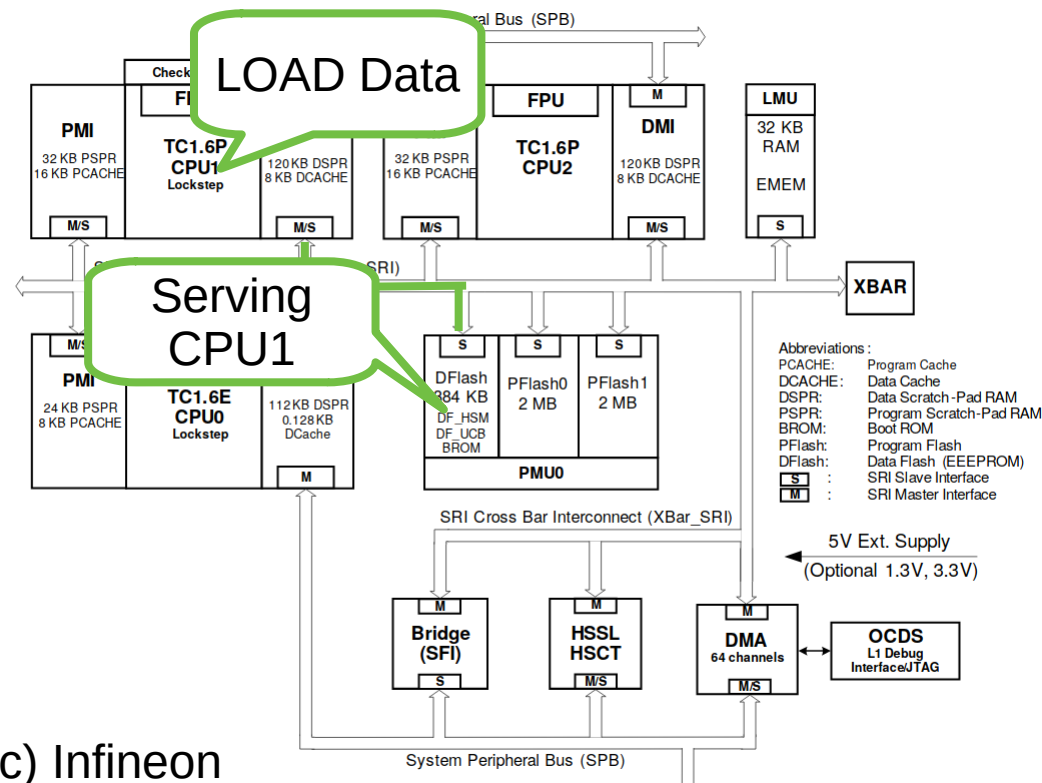 ral Bus (SPB)
LOAD Data
Check
PMI
32 KB PSPR
16 KB PCACHE
M/S
TC1.6P
CPU1
Lockstep
120KB DSPR
8 KB DCACHE
M/S
32 KB PSPR
16 KB PCACHE
M/S
FPU
TC1.6P
CPU2
M
DMI
120KB DSPR
8 KB DCACHE
M/S
LMU
32 KB
RAM
EMEM
S
SRI)
XBAR
Serving
CPU1
PMI
24 KB PSPR
8 KB PCACHE
TC1.6E
CPU0
Lockstep
112KB DSPR
0.128KB
DCache
M
S
DFlash
384 KB
DF_HSM
DF_UCB
BROM
S
PFlash0
2 MB
S
PFlash1
2 MB
PMU0
Abbreviations :
PCACHE: Program Cache
DCACHE: Data Cache
DSPR: Data Scratch-Pad RAM
PSPR: Program Scratch-Pad RAM
BROM: Boot ROM
PFlash: Program Flash
DFlash: Data Flash (EEEPROM)
S : SRI Slave Interface
M : SRI Master Interface
SRI Cross Bar Interconnect (XBar_SRI)
5V Ext. Supply
(Optional 1.3V, 3.3V)
M
Bridge
(SFI)
S
M
HSSL
HSCT
M/S
M
DMA
64 channels
M/S
OCDS
L1 Debug
Interface/JTAG
System Peripheral Bus (SPB)
c) Infineon